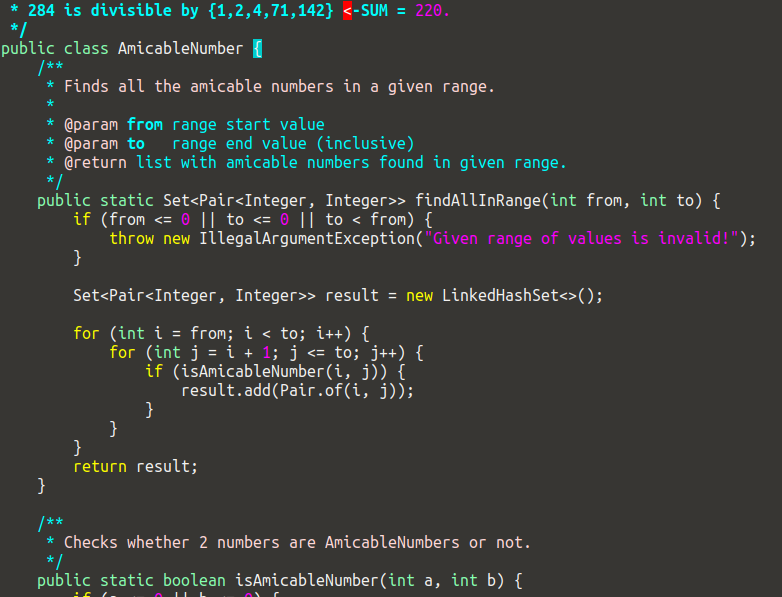 * 284 is divisible by {1,2,4,71,142} <-SUM = 220.
 */
public class AmicableNumber {
    /**
     * Finds all the amicable numbers in a given range.
     *
     * @param from range start value
     * @param to   range end value (inclusive)
     * @return list with amicable numbers found in given range.
     */
    public static Set<Pair<Integer, Integer>> findAllInRange(int from, int to) {
        if (from <= 0 || to <= 0 || to < from) {
            throw new IllegalArgumentException("Given range of values is invalid!");
        }

        Set<Pair<Integer, Integer>> result = new LinkedHashSet<>();

        for (int i = from; i < to; i++) {
            for (int j = i + 1; j <= to; j++) {
                if (isAmicableNumber(i, j)) {
                    result.add(Pair.of(i, j));
                }
            }
        }
        return result;
    }

    /**
     * Checks whether 2 numbers are AmicableNumbers or not.
     */
    public static boolean isAmicableNumber(int a, int b) {